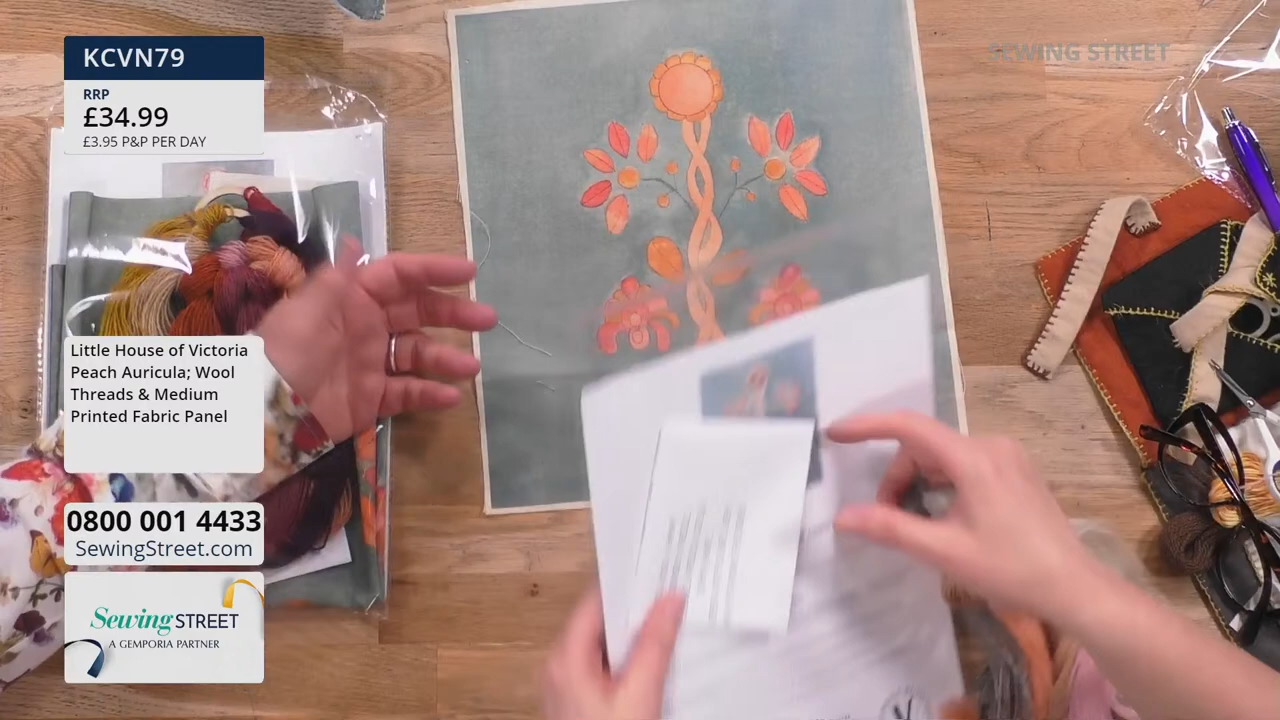 KCVN79
RRP
£34.99
£3.95 P&P PER DAY
SEWING STREET
Little House of Victoria
Peach Auricula; Wool
Threads & Medium
Printed Fabric Panel
0800 001 4433
SewingStreet.com
Sewing STREET
A GEMPORIA PARTNER